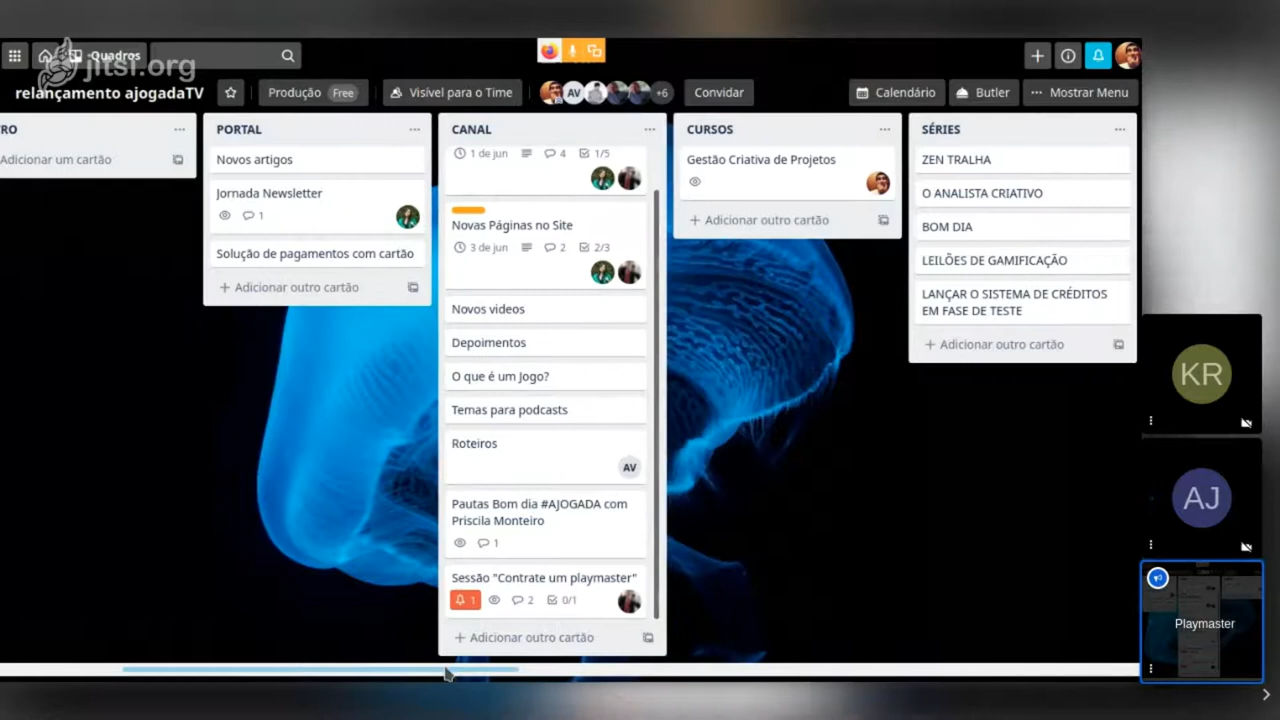 Quadros
jitsi.org
relançamento ajogadaTV
Produção Free
Visível para o Time
AV
+6
Convidar
Calendário
Butler
Mostrar Menu
RO
Adicionar um cartão
PORTAL
Novos artigos
Jornada Newsletter
1
Solução de pagamentos com cartão
Adicionar outro cartão
CANAL
1 de jun 4 1/5
Novas Páginas no Site
3 de jun 2 2/3
Novos videos
Depoimentos
O que é um Jogo?
Temas para podcasts
Roteiros
AV
Pautas Bom dia #AJOGADA com
Priscila Monteiro
1
Sessão "Contrate um playmaster"
1 2 0/1
Adicionar outro cartão
CURSOS
Gestão Criativa de Projetos
Adicionar outro cartão
SÉRIES
ZEN TRALHA
O ANALISTA CRIATIVO
BOM DIA
LEILÕES DE GAMIFICAÇÃO
LANÇAR O SISTEMA DE CRÉDITOS
EM FASE DE TESTE
Adicionar outro cartão
KR
AJ
Playmaster